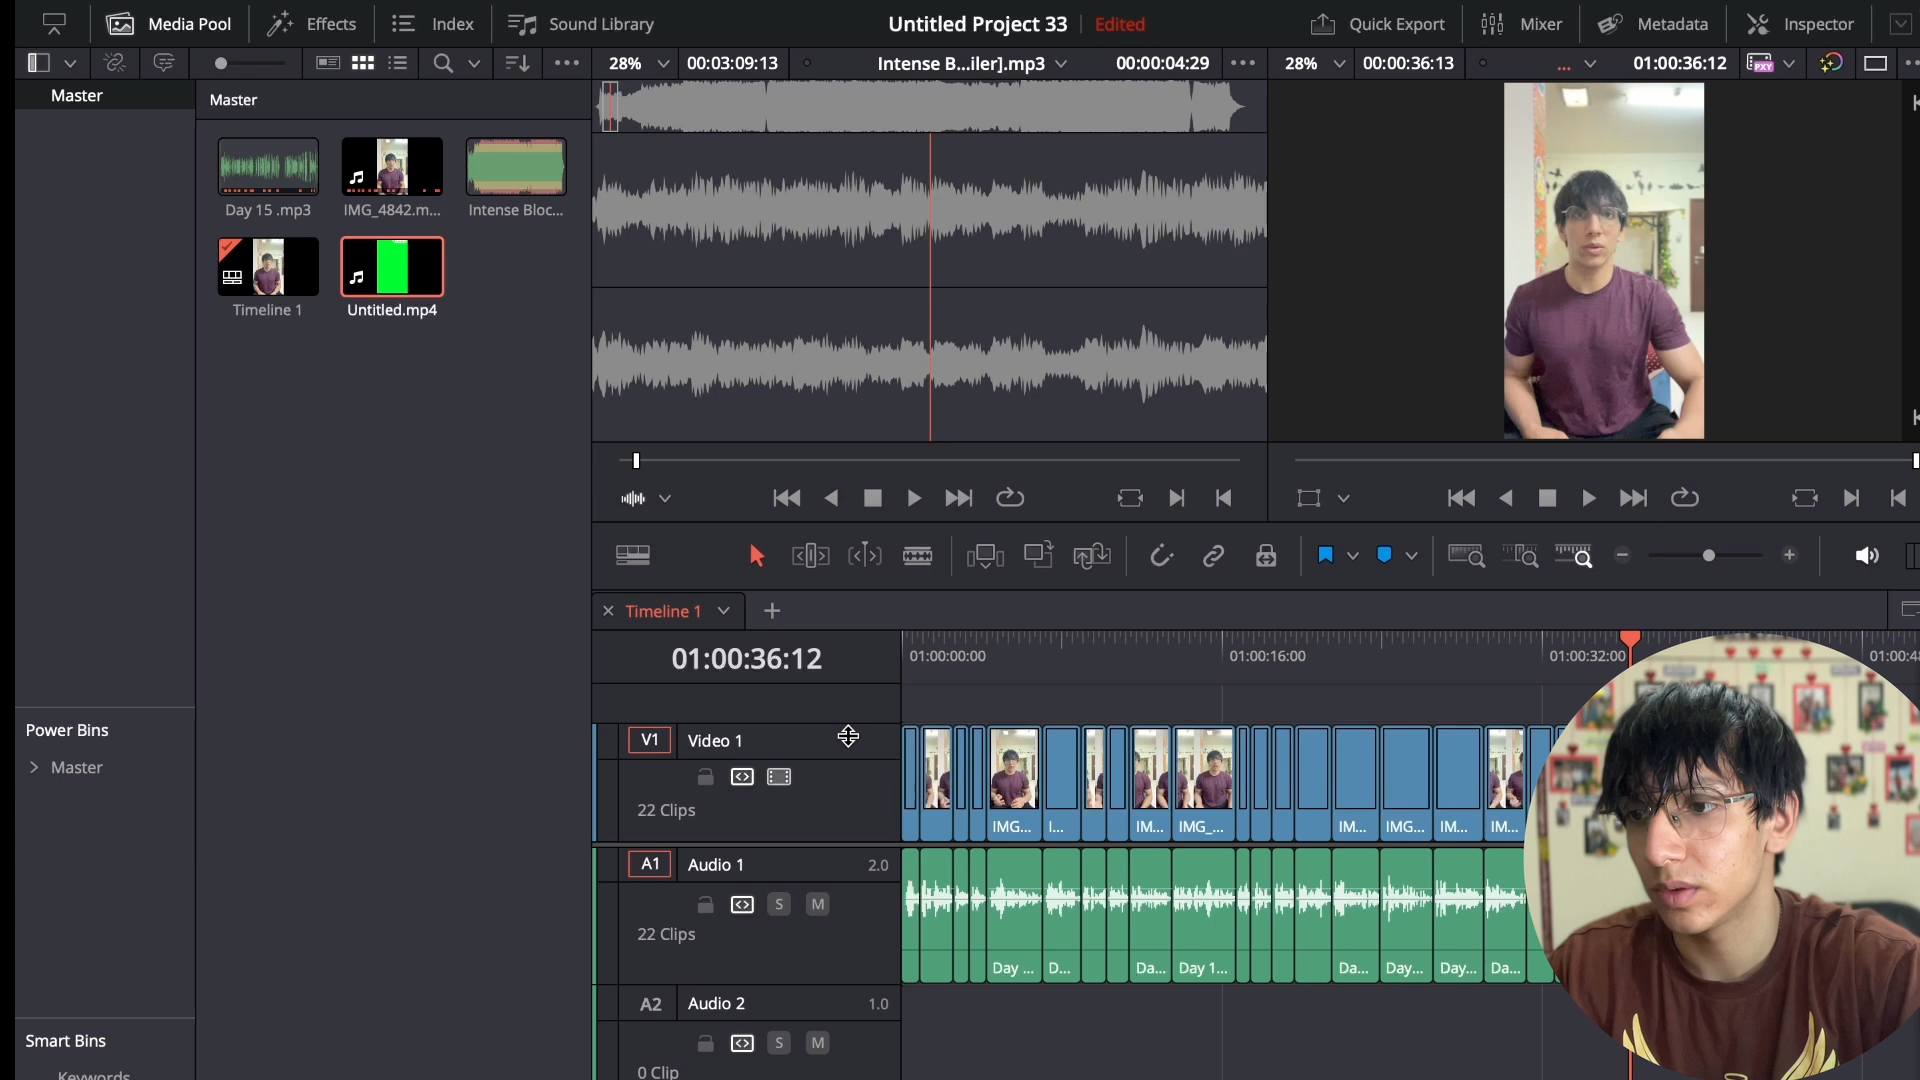 Media Pool
Effects
Index
Sound Library
Untitled Project 33
Edited
Quick Export
Mixer
Metadata
Inspector
28%
00:03:09:13
Intense B...iler].mp3
00:00:04:29
28%
00:00:36:13
...
01:00:36:12
PXY
Master
Master
Day 15 .mp3
IMG_4842.m...
Intense Bloc...
Timeline 1
Untitled.mp4
Timeline 1
01:00:36:12
01:00:00:00
01:00:16:00
01:00:32:00
01:00:48
Power Bins
Master
V1
Video 1
22 Clips
IMG...
I...
IM...
IMG_...
IM...
IMG...
IM...
IM...
A1
Audio 1
2.0
S
M
22 Clips
Day ...
D...
Da...
Day 1...
Da...
Day...
Day...
Da...
A2
Audio 2
1.0
S
M
0 Clip
Smart Bins
Keywords